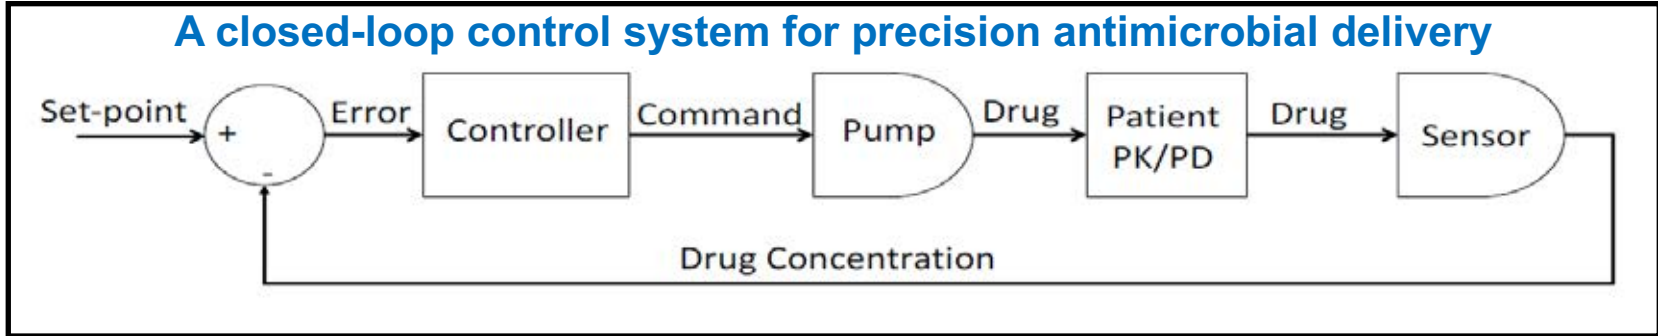 A closed-loop control system for precision antimicrobial delivery
Set-point
+
-
Error
Controller
Command
Pump
Drug
Patient
PK/PD
Drug
Sensor
Drug Concentration